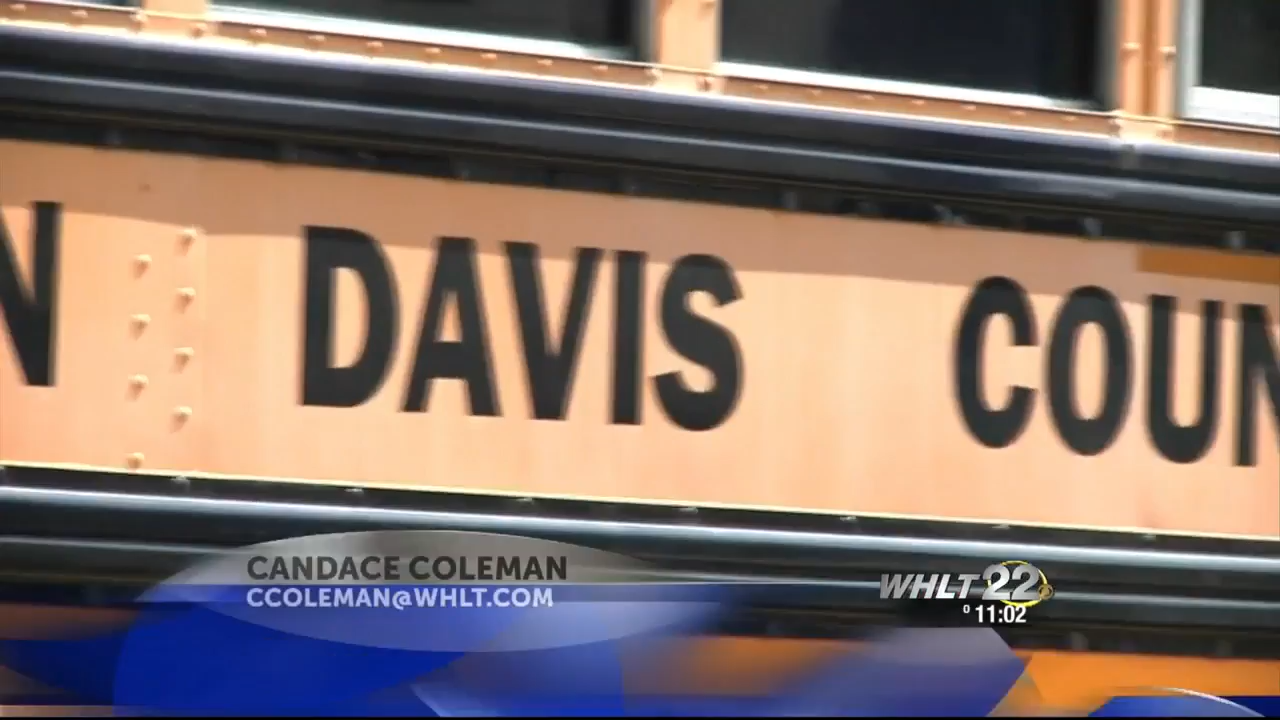 N DAVIS COUN
CANDACE COLEMAN
CCOLEMAN@WHLT.COM
WHLT 22
° 11:02